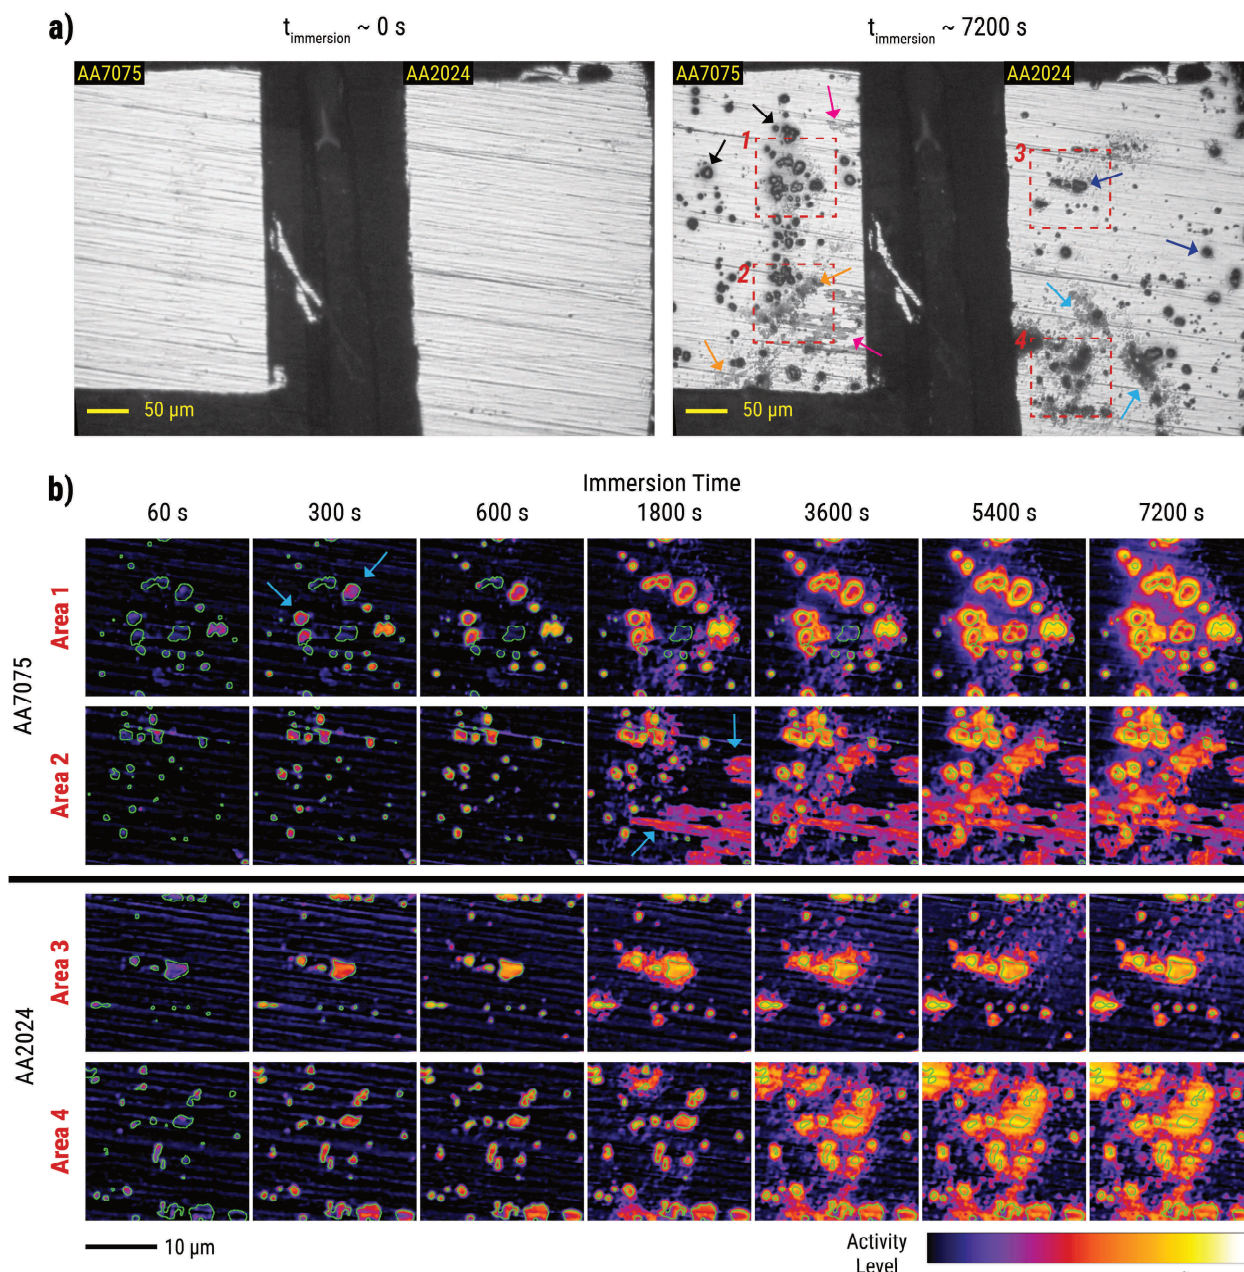 a)
t immersion ~ 0 s
t immersion ~ 7200 s
AA7075
AA2024
AA7075
AA2024
1
2
3
4
50 µm
50 µm
b)
Immersion Time
60 s
300 s
600 s
1800 s
3600 s
5400 s
7200 s
AA7075
Area 1
Area 2
AA2024
Area 3
Area 4
10 µm
Activity
Level